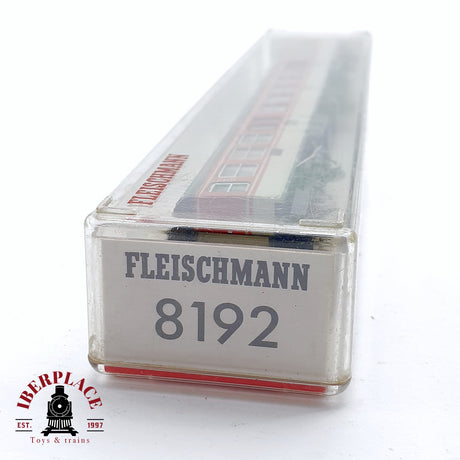 FLEISCHMANN
FLEISCHMANN
8192
IBERPLACE
EST. 1997
Toys & trains